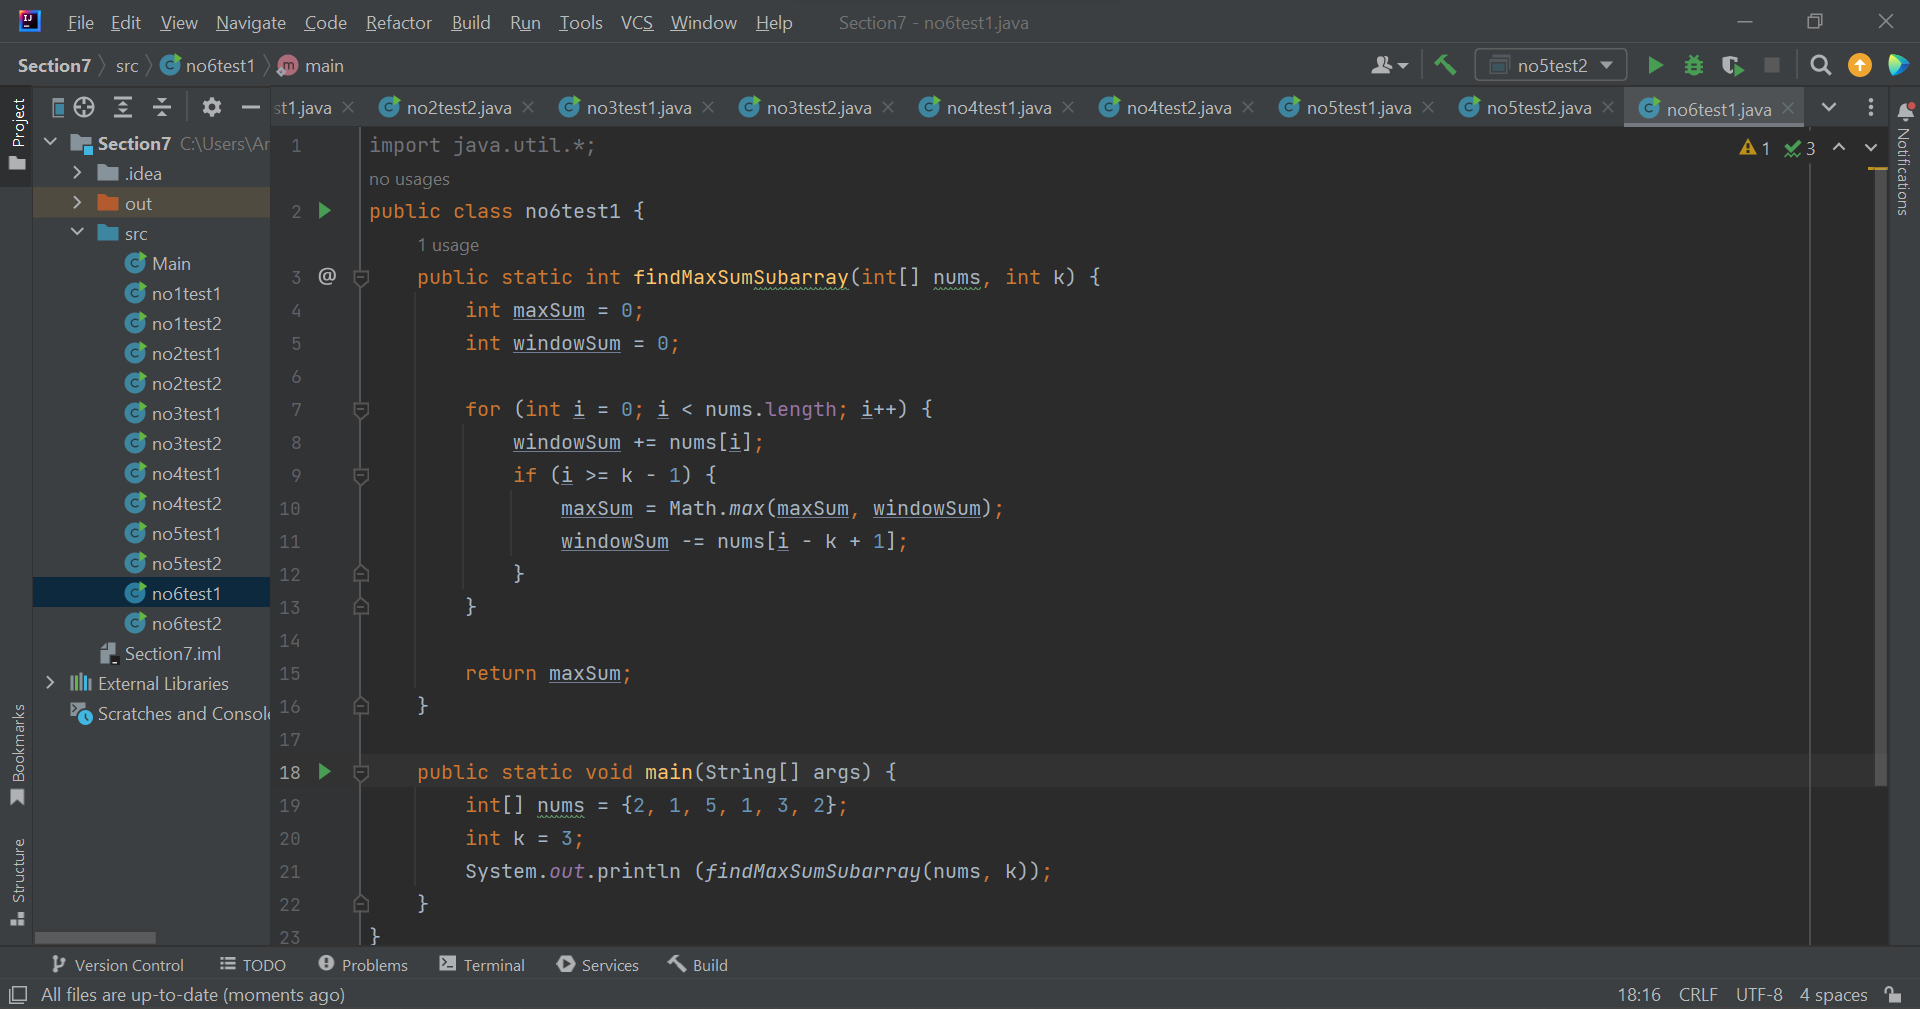 File Edit View Navigate Code Refactor Build Run Tools VCS Window Help Section7 - no6test1.java
Section7 src no6test1 main no5test2
st1.java no2test2.java no3test1.java no3test2.java no4test1.java no4test2.java no5test1.java no5test2.java no6test1.java
Project
Bookmarks
Structure
Section7 C:\Users\Ar
.idea
out
src
Main
no1test1
no1test2
no2test1
no2test2
no3test1
no3test2
no4test1
no4test2
no5test1
no5test2
no6test1
no6test2
Section7.iml
External Libraries
Scratches and Console
1 import java.util.*;
no usages
2 public class no6test1 {
1 usage
3 @ public static int findMaxSumSubarray(int[] nums, int k) {
4 int maxSum = 0;
5 int windowSum = 0;
6
7 for (int i = 0; i < nums.length; i++) {
8 windowSum += nums[i];
9 if (i >= k - 1) {
10 maxSum = Math.max(maxSum, windowSum);
11 windowSum -= nums[i - k + 1];
12 }
13 }
14
15 return maxSum;
16 }
17
18 public static void main(String[] args) {
19 int[] nums = {2, 1, 5, 1, 3, 2};
20 int k = 3;
21 System.out.println (findMaxSumSubarray(nums, k));
22 }
23 }
1 3
Notifications
Version Control TODO Problems Terminal Services Build
All files are up-to-date (moments ago) 18:16 CRLF UTF-8 4 spaces